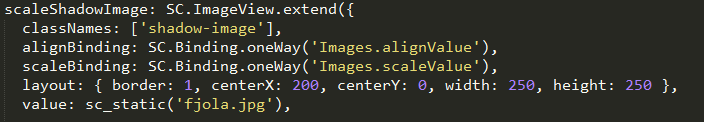 scaleShadowImage: SC.ImageView.extend({
  classNames: ['shadow-image'],
  alignBinding: SC.Binding.oneWay('Images.alignValue'),
  scaleBinding: SC.Binding.oneWay('Images.scaleValue'),
  layout: { border: 1, centerX: 200, centerY: 0, width: 250, height: 250 },
  value: sc_static('fjola.jpg'),